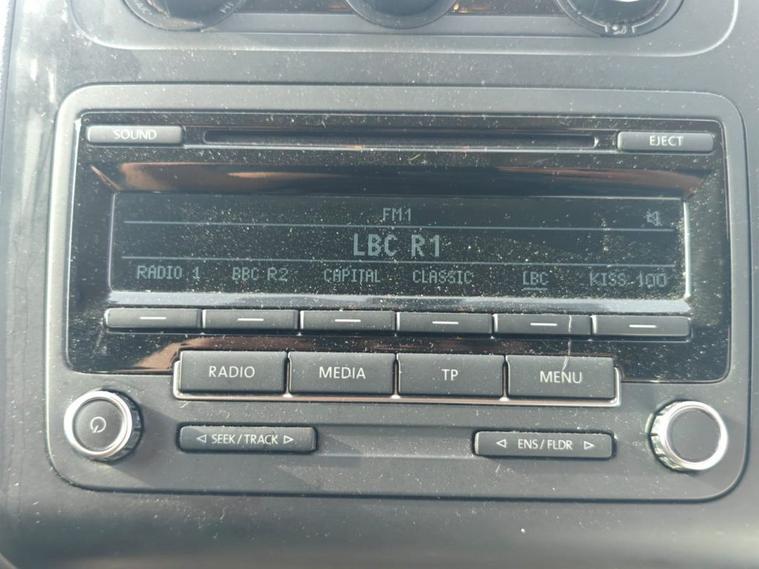 SOUND
EJECT
FM1
LBC R1
RADIO 1 BBC R2 CAPITAL CLASSIC LBC KISS 100
RADIO MEDIA TP MENU
SEEK / TRACK ENS / FLDR